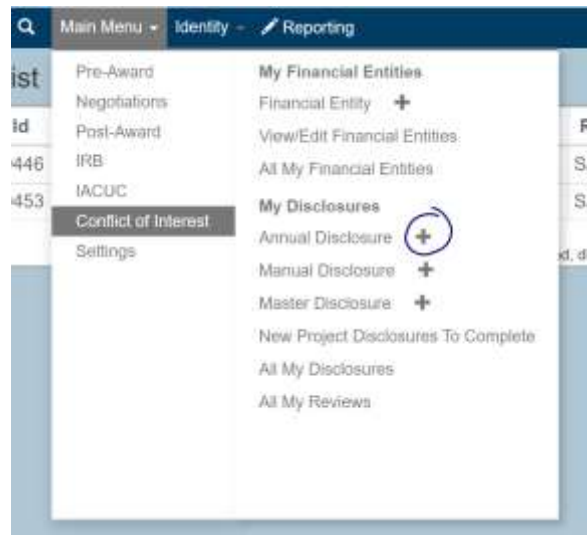 Main Menu Identity Reporting
ist
Pre-Award
Negotiations
Post-Award
IRB
IACUC
Conflict of Interest
Settings
My Financial Entities
Financial Entity +
View/Edit Financial Entities
All My Financial Entities
My Disclosures
Annual Disclosure +
Manual Disclosure +
Master Disclosure +
New Project Disclosures To Complete
All My Disclosures
All My Reviews
Id
446
453